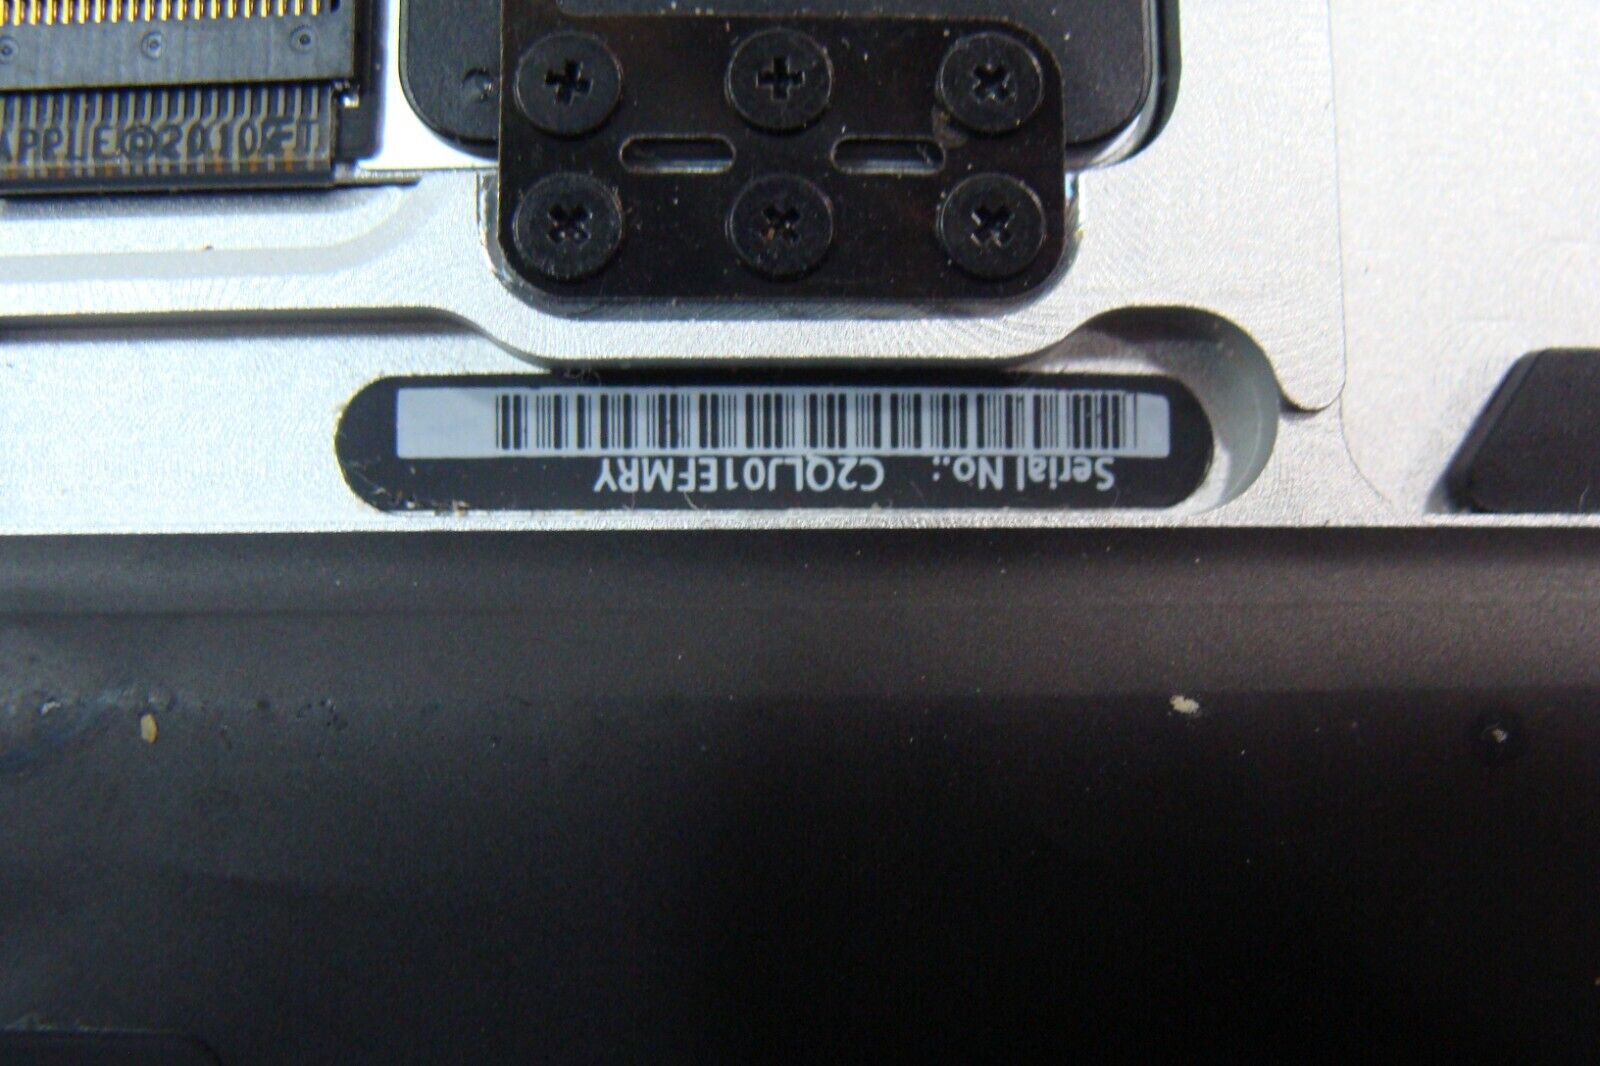 APPLE©2010
Serial No.: C2QLJ01EFMRY